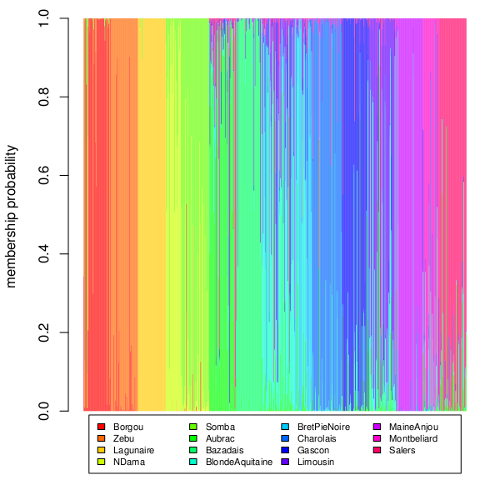 1.0
0.8
0.6
0.4
0.2
0.0
membership probability
Borgou Somba BretPieNoire MaineAnjou
Zebu Aubrac Charolais Montbeliard
Lagunaire Bazadais Gascon Salers
NDama BlondeAquitaine Limousin